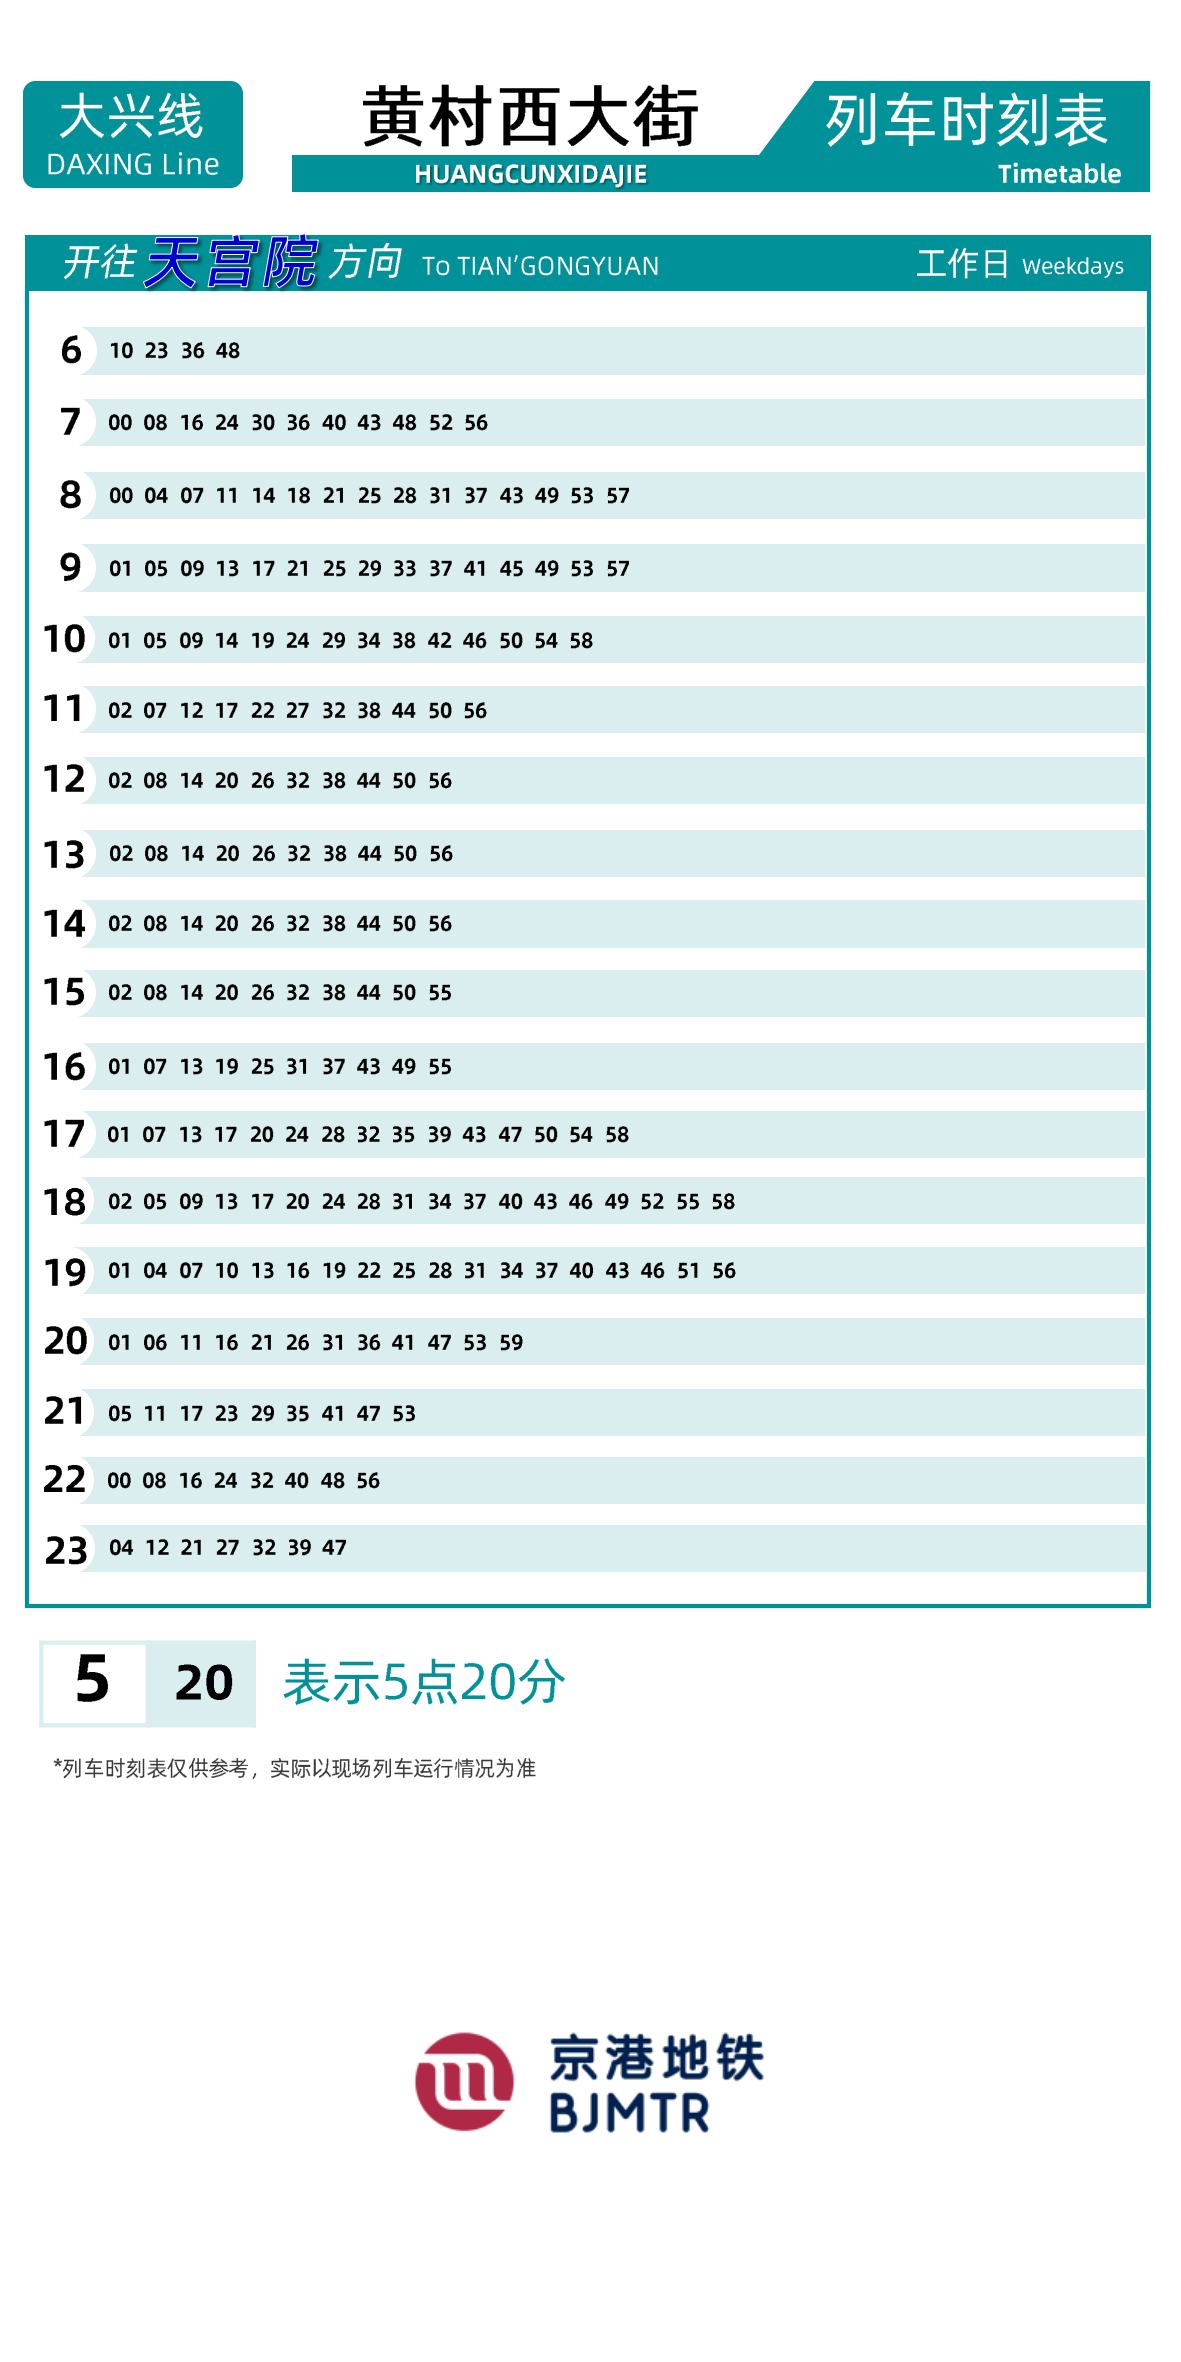 大兴线
DAXING Line
黄村西大街
HUANGCUNXIDAJIE
列车时刻表
Timetable
开往 天宫院 方向 To TIAN’GONGYUAN 工作日 Weekdays
6 10 23 36 48
7 00 08 16 24 30 36 40 43 48 52 56
8 00 04 07 11 14 18 21 25 28 31 37 43 49 53 57
9 01 05 09 13 17 21 25 29 33 37 41 45 49 53 57
10 01 05 09 14 19 24 29 34 38 42 46 50 54 58
11 02 07 12 17 22 27 32 38 44 50 56
12 02 08 14 20 26 32 38 44 50 56
13 02 08 14 20 26 32 38 44 50 56
14 02 08 14 20 26 32 38 44 50 56
15 02 08 14 20 26 32 38 44 50 55
16 01 07 13 19 25 31 37 43 49 55
17 01 07 13 17 20 24 28 32 35 39 43 47 50 54 58
18 02 05 09 13 17 20 24 28 31 34 37 40 43 46 49 52 55 58
19 01 04 07 10 13 16 19 22 25 28 31 34 37 40 43 46 51 56
20 01 06 11 16 21 26 31 36 41 47 53 59
21 05 11 17 23 29 35 41 47 53
22 00 08 16 24 32 40 48 56
23 04 12 21 27 32 39 47
5 20 表示5点20分
*列车时刻表仅供参考，实际以现场列车运行情况为准
京港地铁
BJMTR